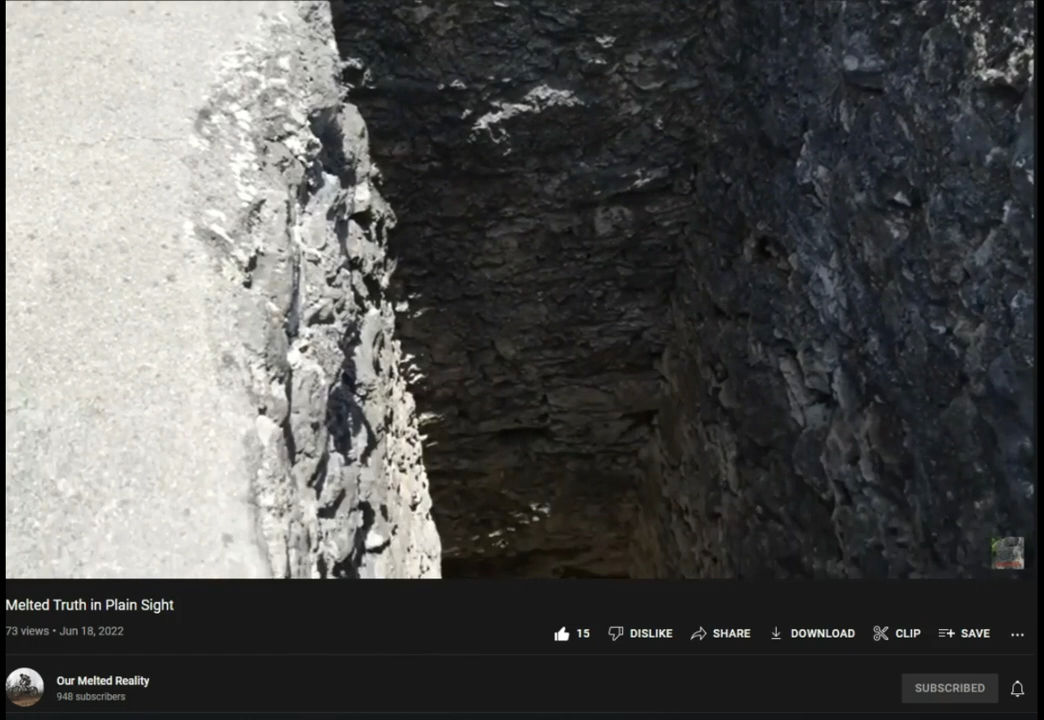 Melted Truth in Plain Sight
73 views • Jun 18, 2022
15 DISLIKE SHARE DOWNLOAD CLIP SAVE ...
Our Melted Reality
948 subscribers
SUBSCRIBED